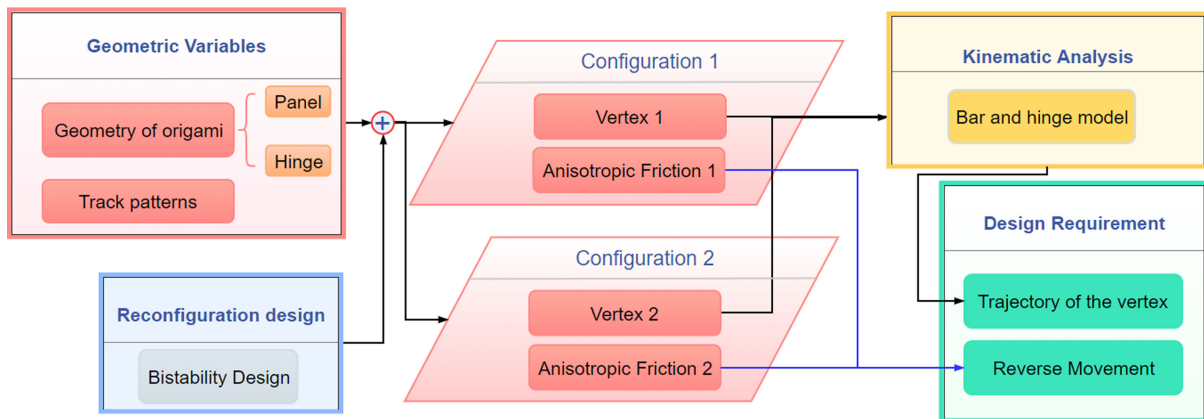 Geometric Variables
Geometry of origami
Panel
Hinge
Track patterns
Reconfiguration design
Bistability Design
Configuration 1
Vertex 1
Anisotropic Friction 1
Configuration 2
Vertex 2
Anisotropic Friction 2
Kinematic Analysis
Bar and hinge model
Design Requirement
Trajectory of the vertex
Reverse Movement